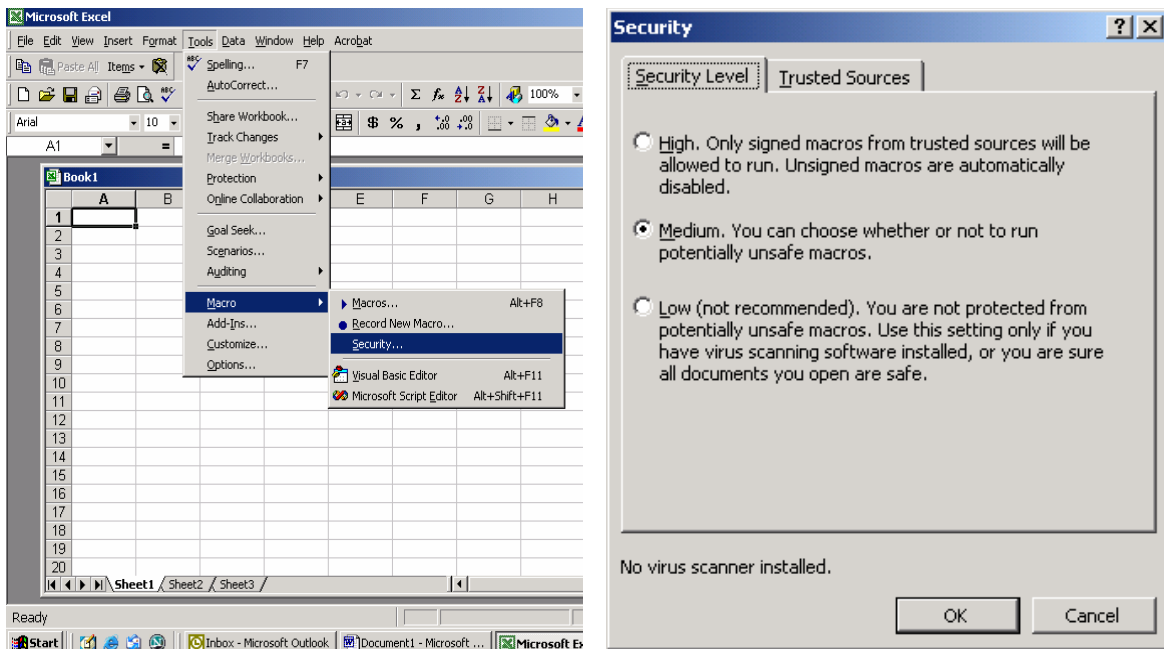 Microsoft Excel
File Edit View Insert Format Tools Data Window Help Acrobat
Paste All Items
Spelling... F7
AutoCorrect...
Share Workbook...
Track Changes
Merge Workbooks...
Protection
Online Collaboration
Goal Seek...
Scenarios...
Auditing
Macro
Add-Ins...
Customize...
Options...
Macros... Alt+F8
Record New Macro...
Security...
Visual Basic Editor Alt+F11
Microsoft Script Editor Alt+Shift+F11
100%
Arial 10 $ % ,
A1 =
Book1
A B E F G H
1
2
3
4
5
6
7
8
9
10
11
12
13
14
15
16
17
18
19
20
Sheet1 Sheet2 Sheet3
Ready
Start Inbox - Microsoft Outlook Document1 - Microsoft ... Microsoft Ex
Security
Security Level Trusted Sources
High. Only signed macros from trusted sources will be
allowed to run. Unsigned macros are automatically
disabled.
Medium. You can choose whether or not to run
potentially unsafe macros.
Low (not recommended). You are not protected from
potentially unsafe macros. Use this setting only if you
have virus scanning software installed, or you are sure
all documents you open are safe.
No virus scanner installed.
OK Cancel